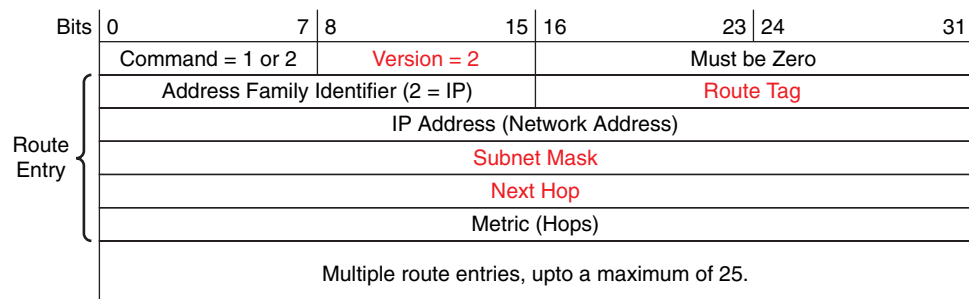 Bits 0 7 8 15 16 23 24 31
Command = 1 or 2 Version = 2 Must be Zero
Address Family Identifier (2 = IP) Route Tag
IP Address (Network Address)
Route
Entry
Subnet Mask
Next Hop
Metric (Hops)
Multiple route entries, upto a maximum of 25.